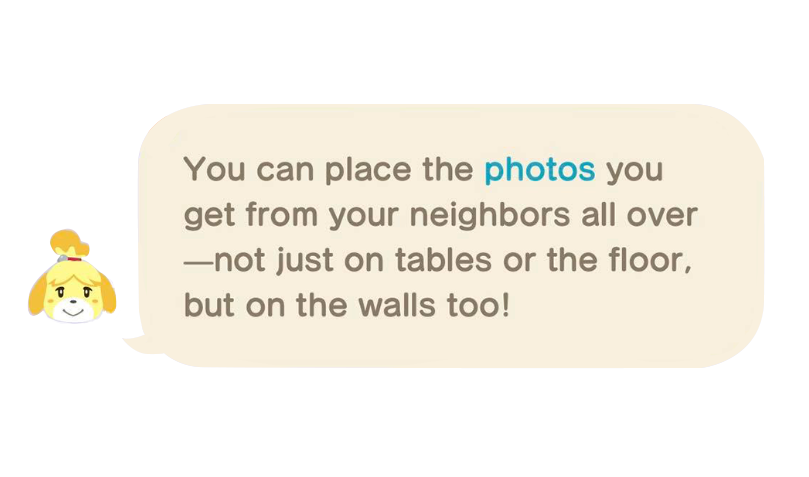 You can place the photos you
get from your neighbors all over
—not just on tables or the floor,
but on the walls too!